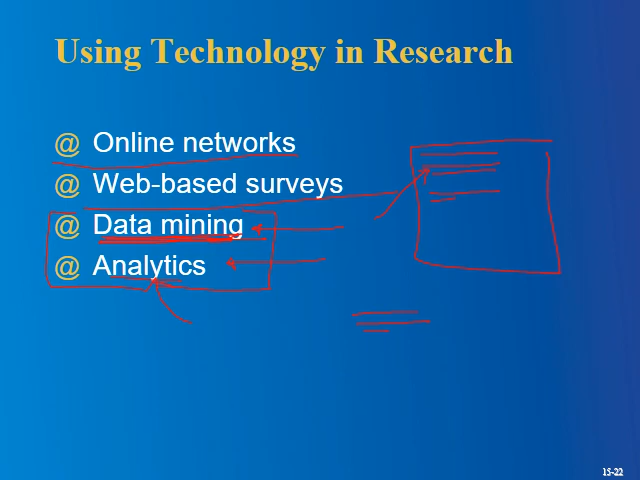 Using Technology in Research
@ Online networks
@ Web-based surveys
@ Data mining
@ Analytics
15-22